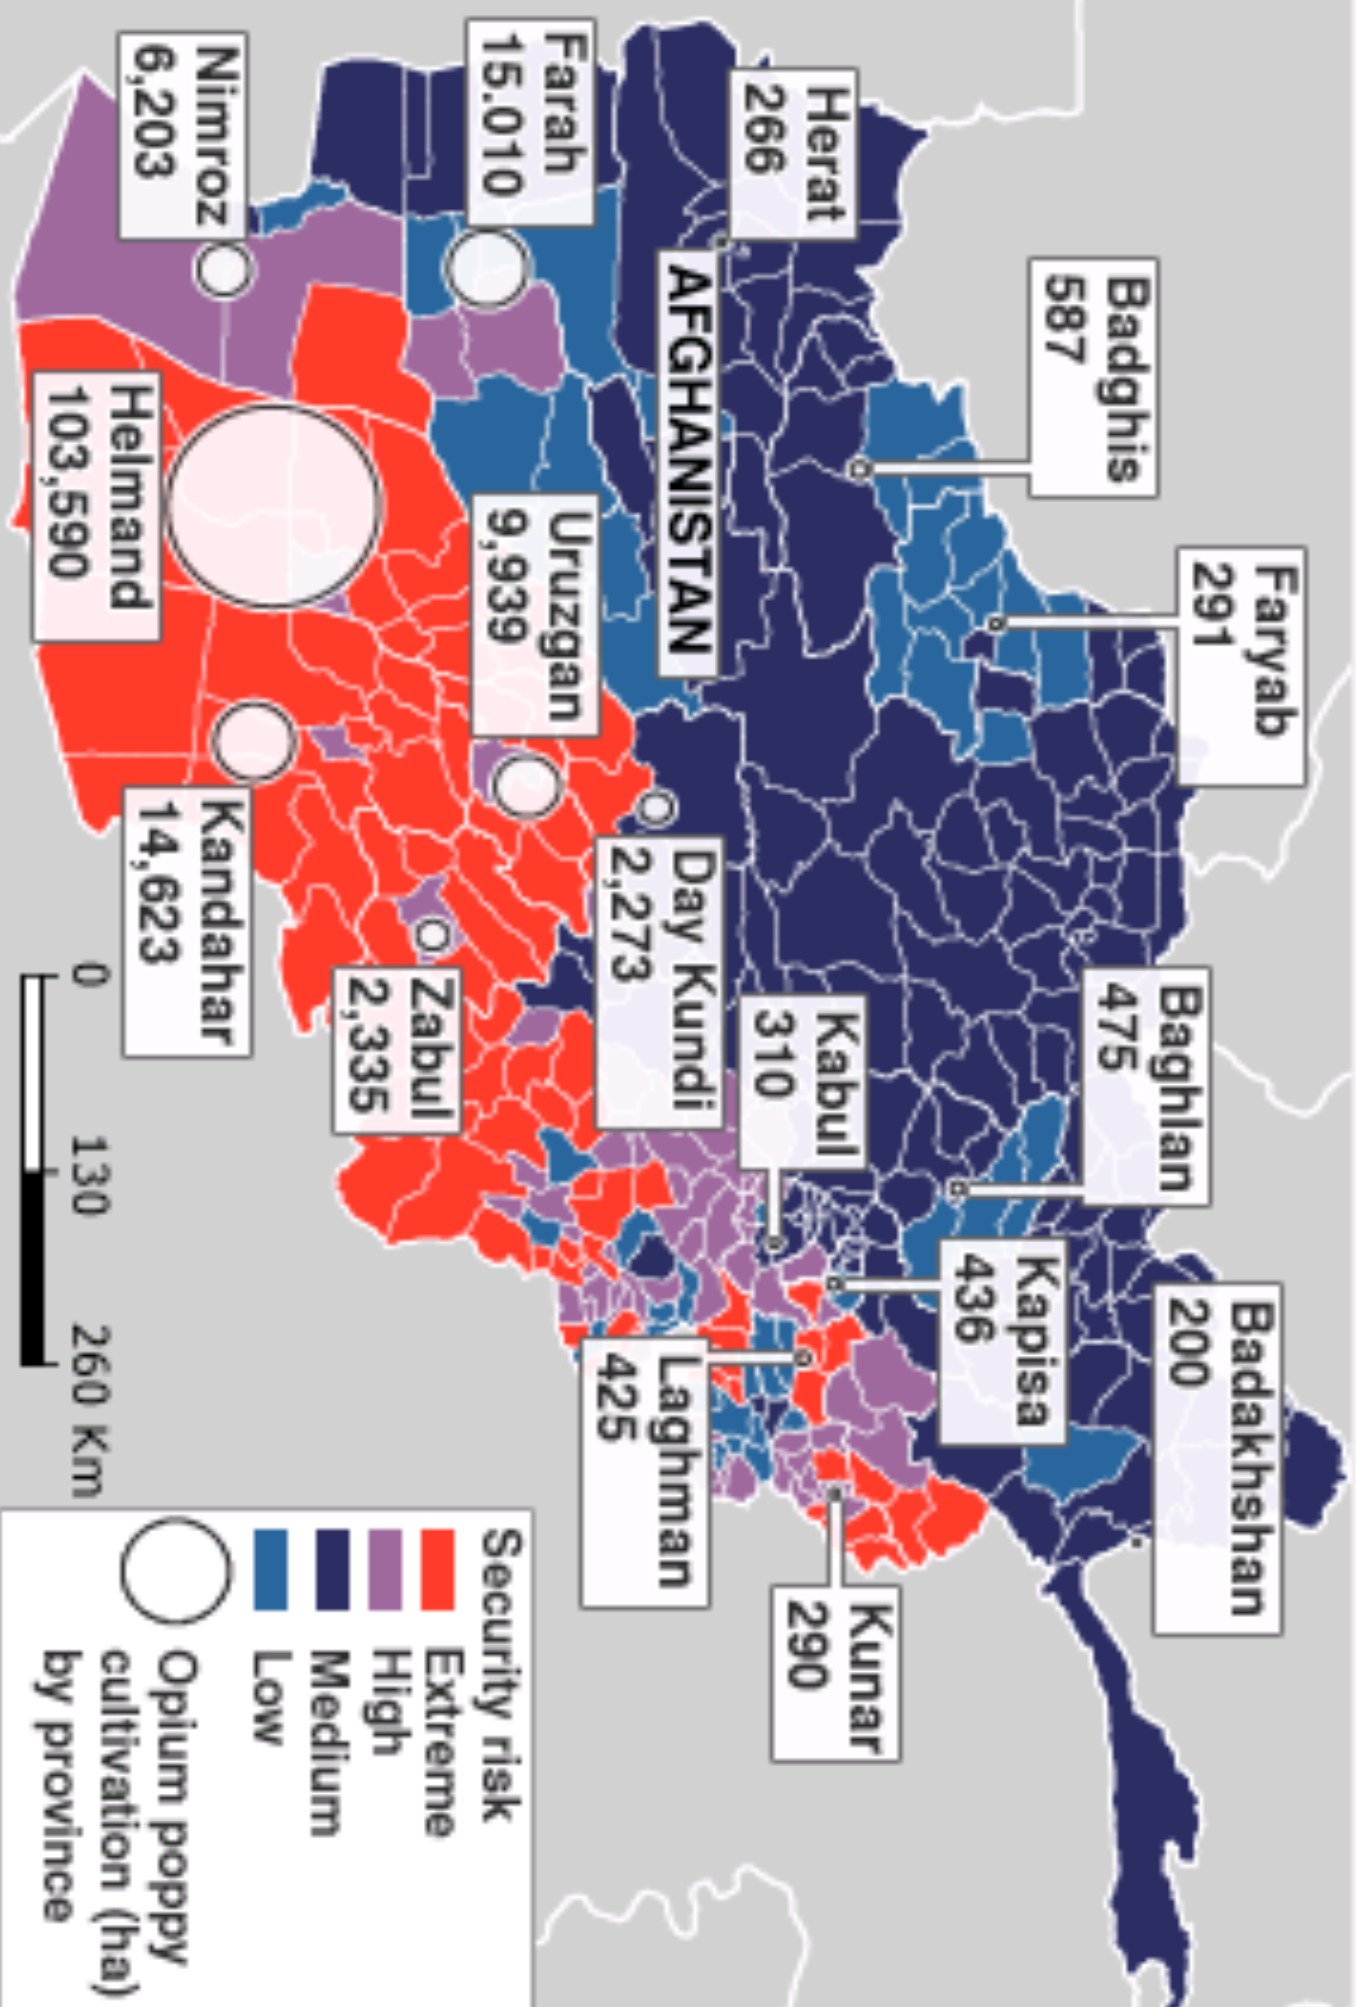 Faryab
291
Badghis
587
Badakhshan
200
Baghlan
475
Kapisa
436
Herat
266
Kabul
310
Kunar
290
AFGHANISTAN
Day Kundi
2,273
Laghman
425
Farah
15.010
Uruzgan
9,939
Zabul
2,335
Nimroz
6,203
Kandahar
14,623
Helmand
103,590
0 130 260 Km
Security risk
Extreme
High
Medium
Low
Opium poppy
cultivation (ha)
by province